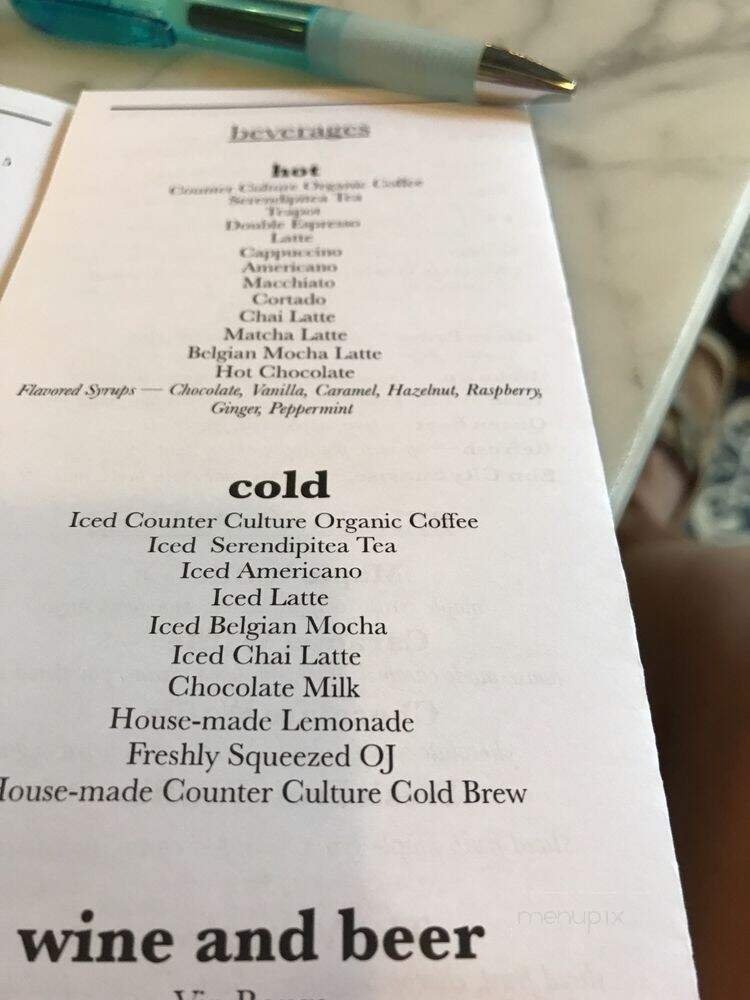 beverages
hot
Counter Culture Organic Coffee
Serendipitea Tea
Teapot
Double Espresso
Latte
Cappuccino
Americano
Macchiato
Cortado
Chai Latte
Matcha Latte
Belgian Mocha Latte
Hot Chocolate
Flavored Syrups — Chocolate, Vanilla, Caramel, Hazelnut, Raspberry,
Ginger, Peppermint
cold
Iced Counter Culture Organic Coffee
Iced Serendipitea Tea
Iced Americano
Iced Latte
Iced Belgian Mocha
Iced Chai Latte
Chocolate Milk
House-made Lemonade
Freshly Squeezed OJ
House-made Counter Culture Cold Brew
wine and beer
menupix